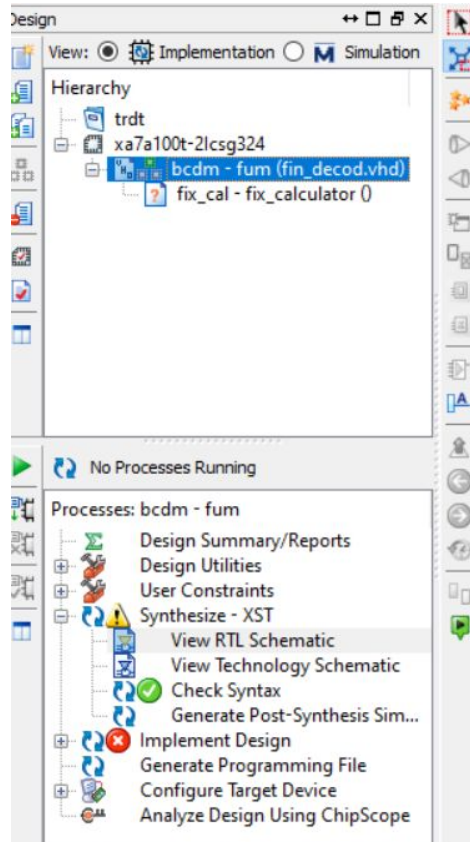 Design
View: Implementation Simulation
Hierarchy
trdt
xa7a100t-2lcsg324
bcdm - fum (fin_decod.vhd)
fix_cal - fix_calculator ()
No Processes Running
Processes: bcdm - fum
Design Summary/Reports
Design Utilities
User Constraints
Synthesize - XST
View RTL Schematic
View Technology Schematic
Check Syntax
Generate Post-Synthesis Sim...
Implement Design
Generate Programming File
Configure Target Device
Analyze Design Using ChipScope